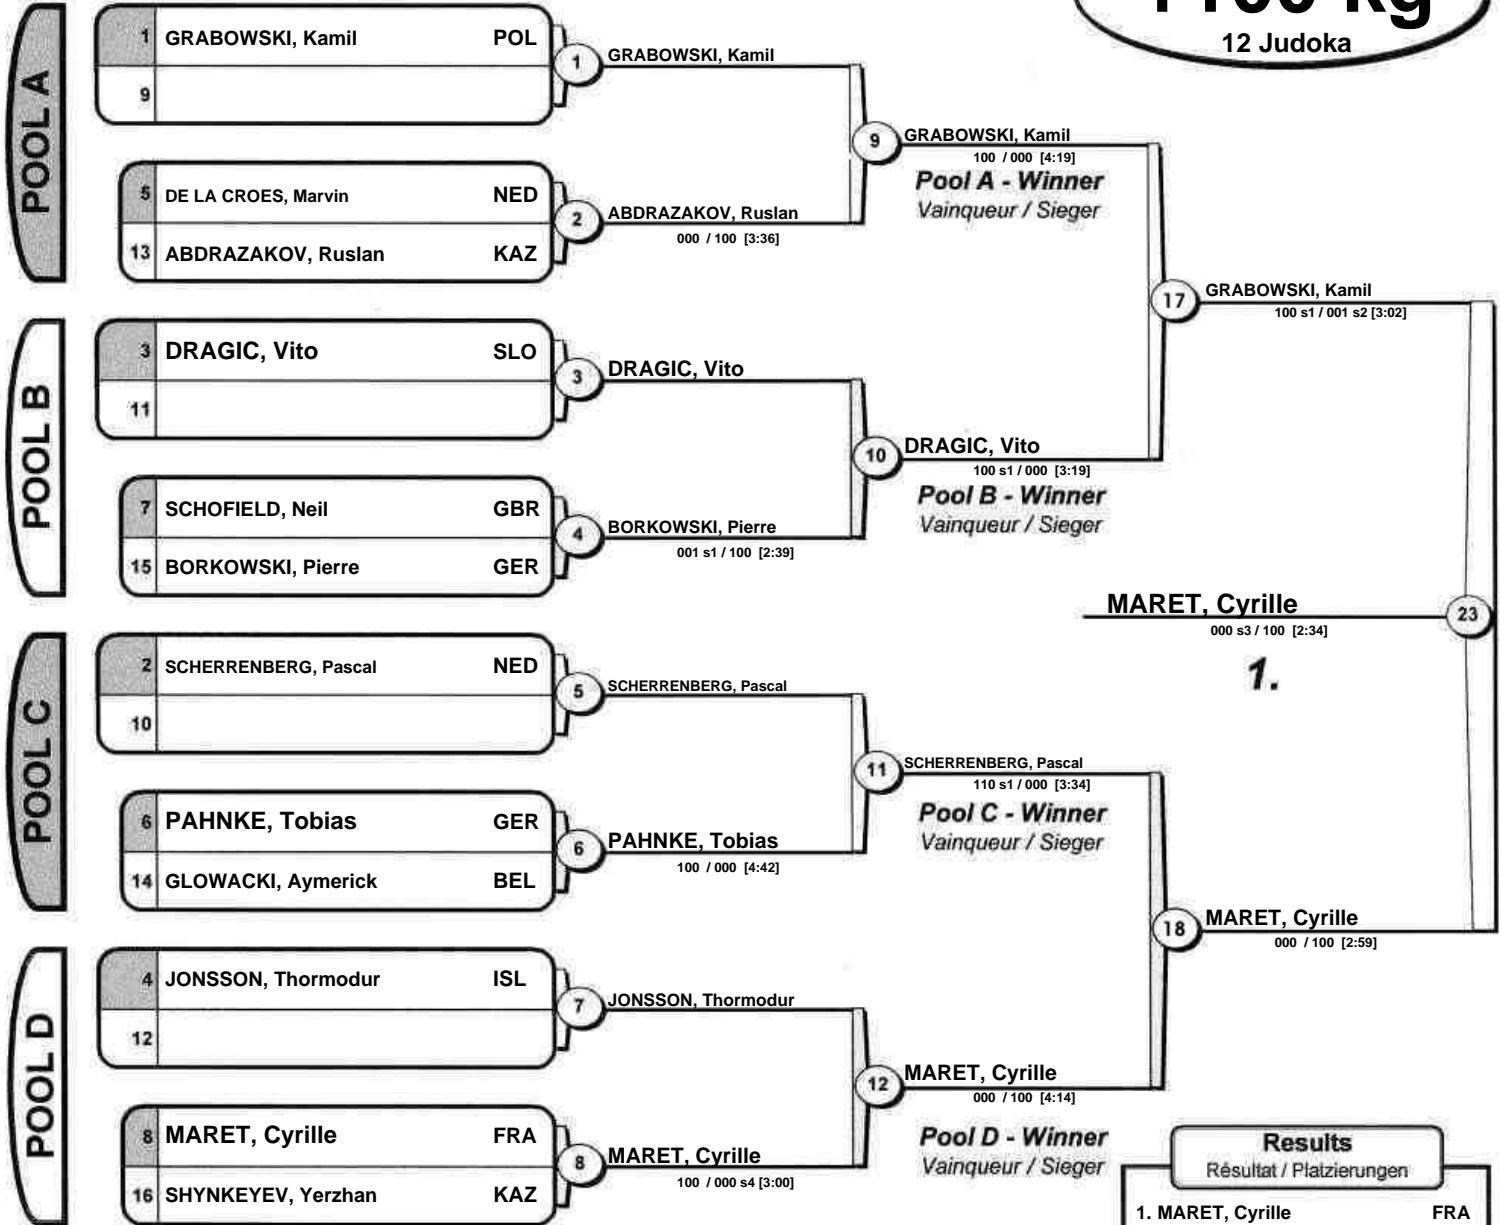 +100 kg
12 Judoka
POOL A
1 GRABOWSKI, Kamil POL
9
1 GRABOWSKI, Kamil
5 DE LA CROES, Marvin NED
13 ABDRAZAKOV, Ruslan KAZ
2 ABDRAZAKOV, Ruslan
000 / 100 [3:36]
9 GRABOWSKI, Kamil
100 / 000 [4:19]
Pool A - Winner
Vainqueur / Sieger
POOL B
3 DRAGIC, Vito SLO
11
3 DRAGIC, Vito
7 SCHOFIELD, Neil GBR
15 BORKOWSKI, Pierre GER
4 BORKOWSKI, Pierre
001 s1 / 100 [2:39]
10 DRAGIC, Vito
100 s1 / 000 [3:19]
Pool B - Winner
Vainqueur / Sieger
17 GRABOWSKI, Kamil
100 s1 / 001 s2 [3:02]
POOL C
2 SCHERRENBERG, Pascal NED
10
5 SCHERRENBERG, Pascal
6 PAHNKE, Tobias GER
14 GLOWACKI, Aymerick BEL
6 PAHNKE, Tobias
100 / 000 [4:42]
11 SCHERRENBERG, Pascal
110 s1 / 000 [3:34]
Pool C - Winner
Vainqueur / Sieger
POOL D
4 JONSSON, Thormodur ISL
12
7 JONSSON, Thormodur
8 MARET, Cyrille FRA
16 SHYNKEYEV, Yerzhan KAZ
8 MARET, Cyrille
100 / 000 s4 [3:00]
12 MARET, Cyrille
000 / 100 [4:14]
Pool D - Winner
Vainqueur / Sieger
18 MARET, Cyrille
000 / 100 [2:59]
MARET, Cyrille 23
000 s3 / 100 [2:34]
1.
Results
Résultat / Platzierungen
1. MARET, Cyrille FRA